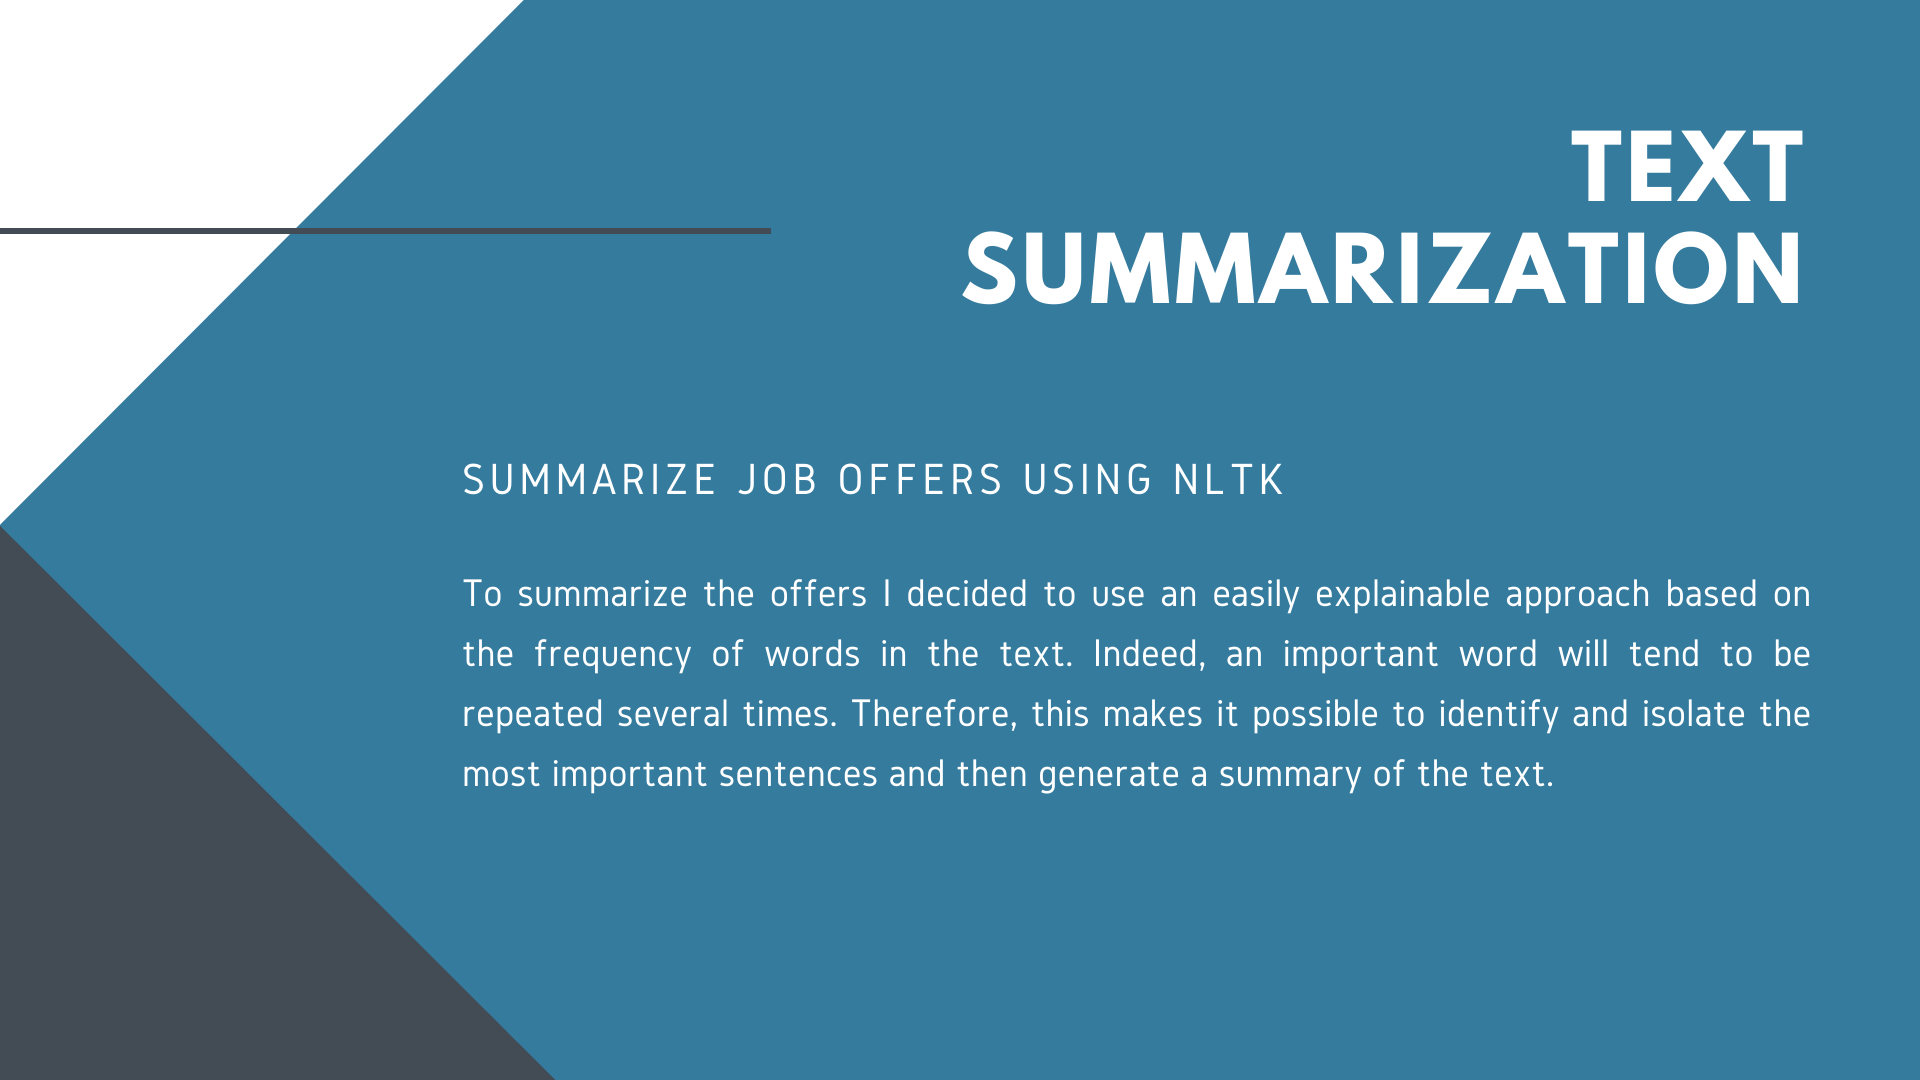 TEXT
SUMMARIZATION
SUMMARIZE JOB OFFERS USING NLTK
To summarize the offers I decided to use an easily explainable approach based on
the frequency of words in the text. Indeed, an important word will tend to be
repeated several times. Therefore, this makes it possible to identify and isolate the
most important sentences and then generate a summary of the text.